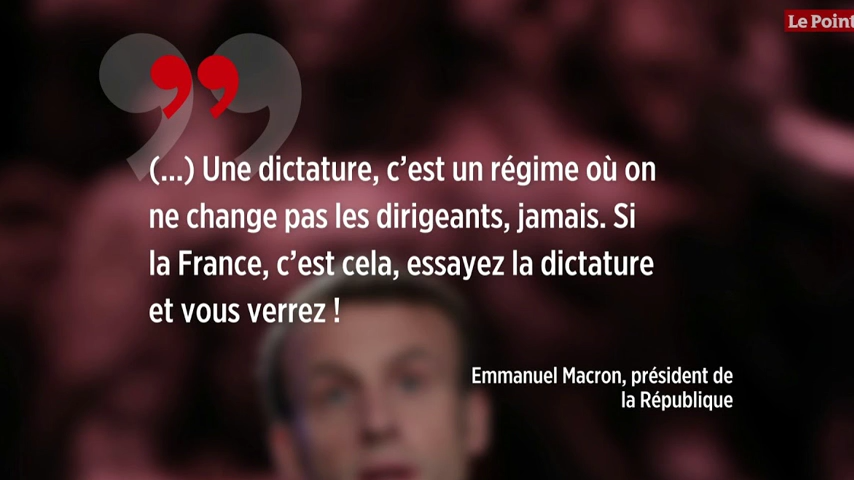 Le Point
(...) Une dictature, c’est un régime où on
ne change pas les dirigeants, jamais. Si
la France, c’est cela, essayez la dictature
et vous verrez !
Emmanuel Macron, président de
la République